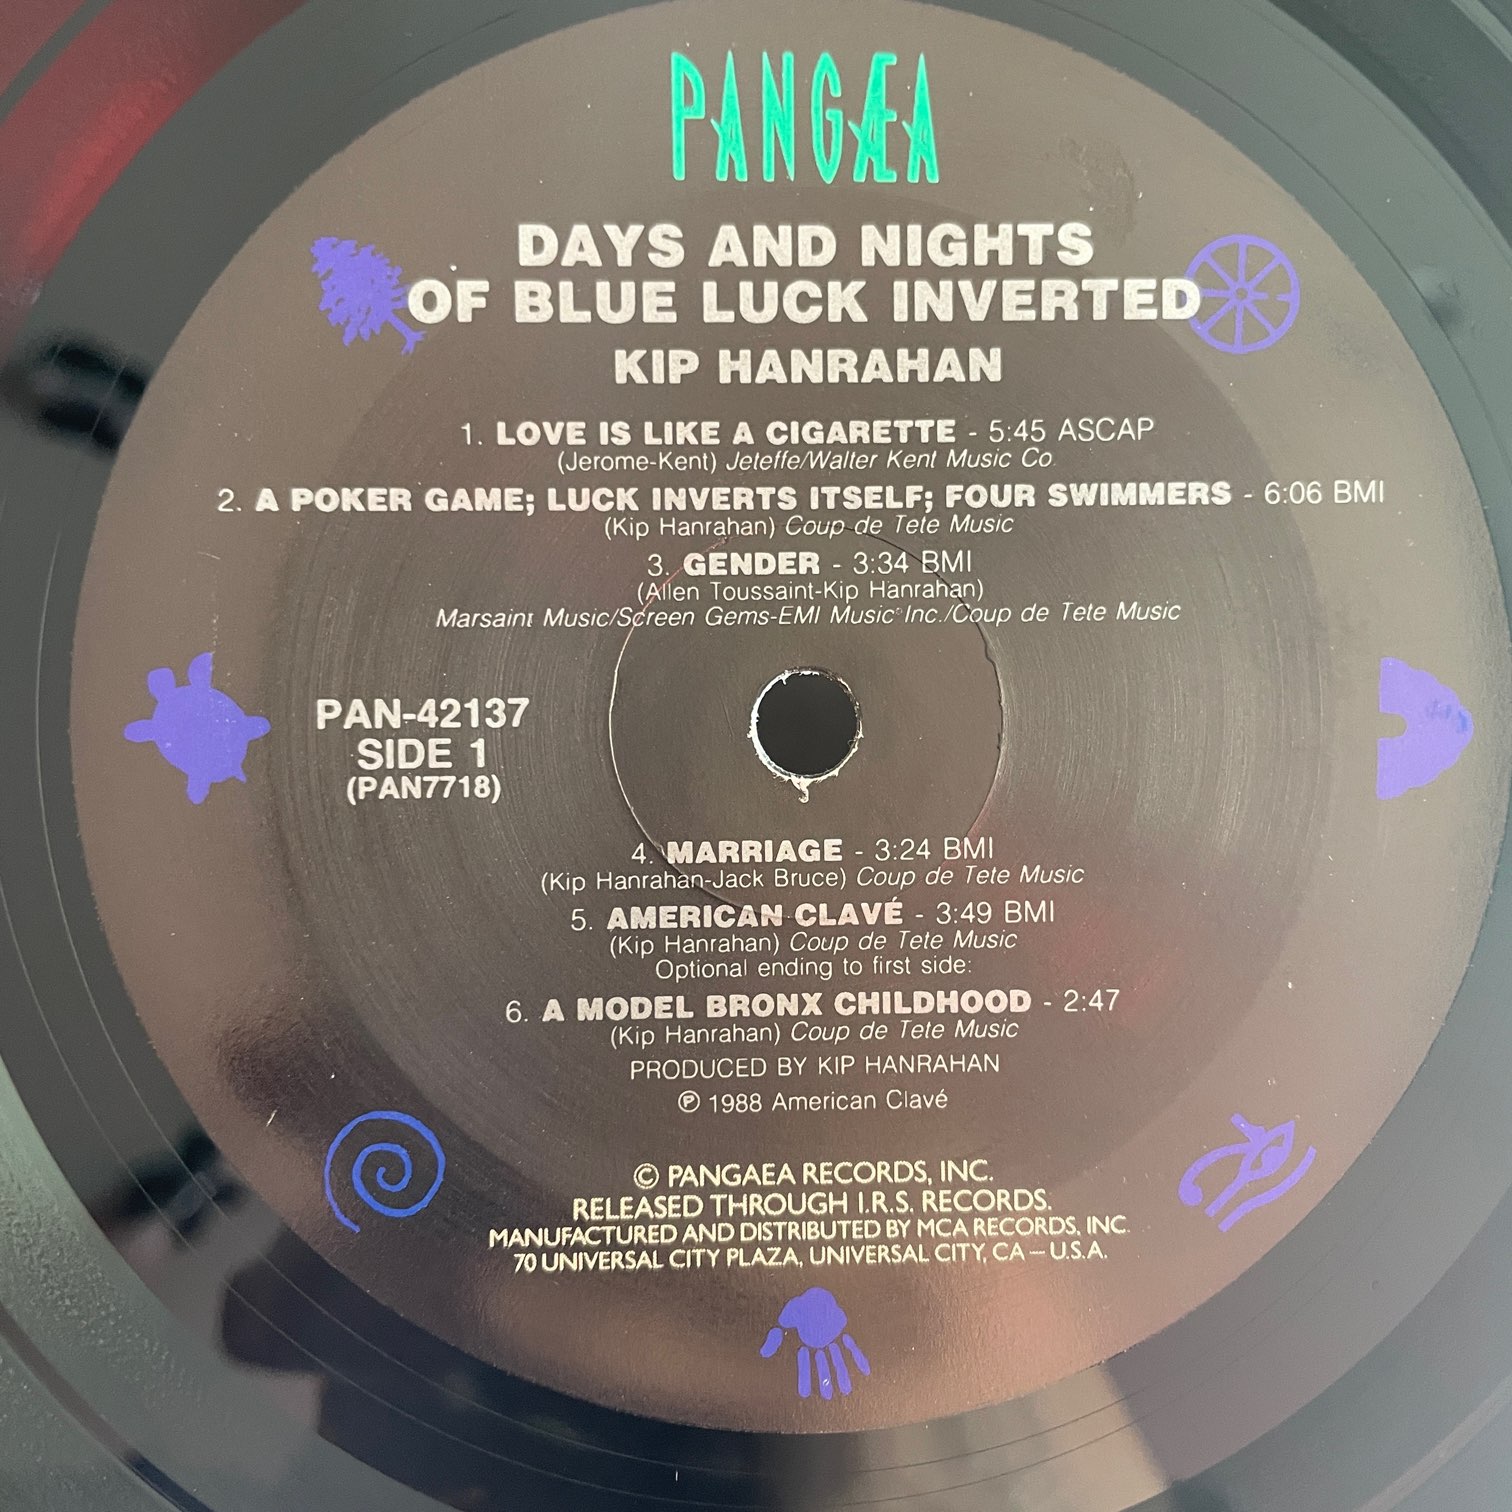 PANGÆA
DAYS AND NIGHTS
OF BLUE LUCK INVERTED
KIP HANRAHAN
1. LOVE IS LIKE A CIGARETTE - 5:45 ASCAP
(Jerome-Kent) Jeteffe/Walter Kent Music Co.
2. A POKER GAME; LUCK INVERTS ITSELF; FOUR SWIMMERS - 6:06 BMI
(Kip Hanrahan) Coup de Tete Music
3. GENDER - 3:34 BMI
(Allen Toussaint-Kip Hanrahan)
Marsaint Music/Screen Gems-EMI Music Inc./Coup de Tete Music
PAN-42137
SIDE 1
(PAN7718)
4. MARRIAGE - 3:24 BMI
(Kip Hanrahan-Jack Bruce) Coup de Tete Music
5. AMERICAN CLAVÉ - 3:49 BMI
(Kip Hanrahan) Coup de Tete Music
Optional ending to first side:
6. A MODEL BRONX CHILDHOOD - 2:47
(Kip Hanrahan) Coup de Tete Music
PRODUCED BY KIP HANRAHAN
℗ 1988 American Clavé
© PANGAEA RECORDS, INC.
RELEASED THROUGH I.R.S. RECORDS.
MANUFACTURED AND DISTRIBUTED BY MCA RECORDS, INC.
70 UNIVERSAL CITY PLAZA, UNIVERSAL CITY, CA — U.S.A.